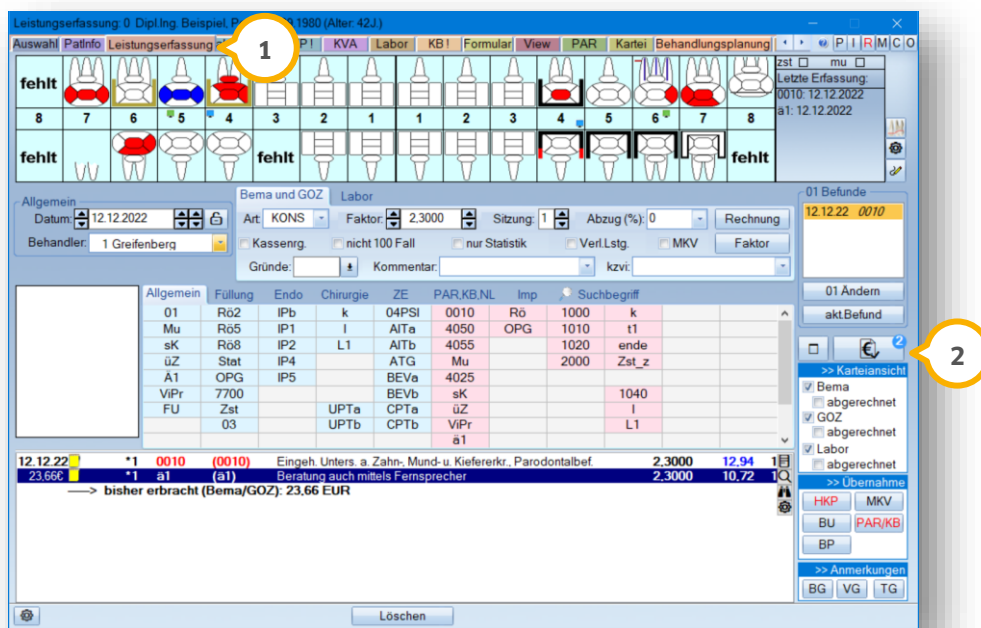 Leistungserfassung: 0 Dipl.Ing. Beispiel, 1980 (Alter: 42J.)
Auswahl PatInfo Leistungserfassung P! KVA Labor KB! Formular View PAR Kartei Behandlungsplanung P I R M C O
1
fehlt
8 7 6 5 4 3 2 1 1 2 3 4 5 6 7 8
fehlt fehlt fehlt
zst mu
Letzte Erfassung:
0010: 12.12.2022
ä1: 12.12.2022
Allgemein
Datum: 12.12.2022
Behandler: 1 Greifenberg
Bema und GOZ Labor
Art: KONS Faktor: 2,3000 Sitzung: 1 Abzug (%): 0 Rechnung
Kassenrg. nicht 100 Fall nur Statistik Verl.Lstg. MKV Faktor
Gründe: Kommentar: kzvi:
01 Befunde
12.12.22 0010
01 Ändern
akt.Befund
Allgemein Füllung Endo Chirurgie ZE PAR,KB,NL Imp Suchbegriff
01 Rö2 IPb k 04PSI 0010 Rö 1000 k
Mu Rö5 IP1 I AITa 4050 OPG 1010 t1
sK Rö8 IP2 L1 AITb 4055 1020 ende
üZ Stat IP4 ATG Mu 2000 Zst_z
Ä1 OPG IP5 BEVa 4025
ViPr 7700 BEVb sK 1040
FU Zst UPTa CPTa üZ I
03 UPTb CPTb ViPr L1
ä1
2
2
>> Karteiansicht
Bema
abgerechnet
GOZ
abgerechnet
Labor
abgerechnet
>> Übernahme
HKP MKV
BU PAR/KB
BP
>> Anmerkungen
BG VG TG
12.12.22 *1 0010 (0010) Eingeh. Unters. a. Zahn-, Mund- u. Kiefererkr., Parodontalbef. 2,3000 12,94 1
23,66€ *1 ä1 (ä1) Beratung auch mittels Fernsprecher 2,3000 10,72 1
----> bisher erbracht (Bema/GOZ): 23,66 EUR
Löschen